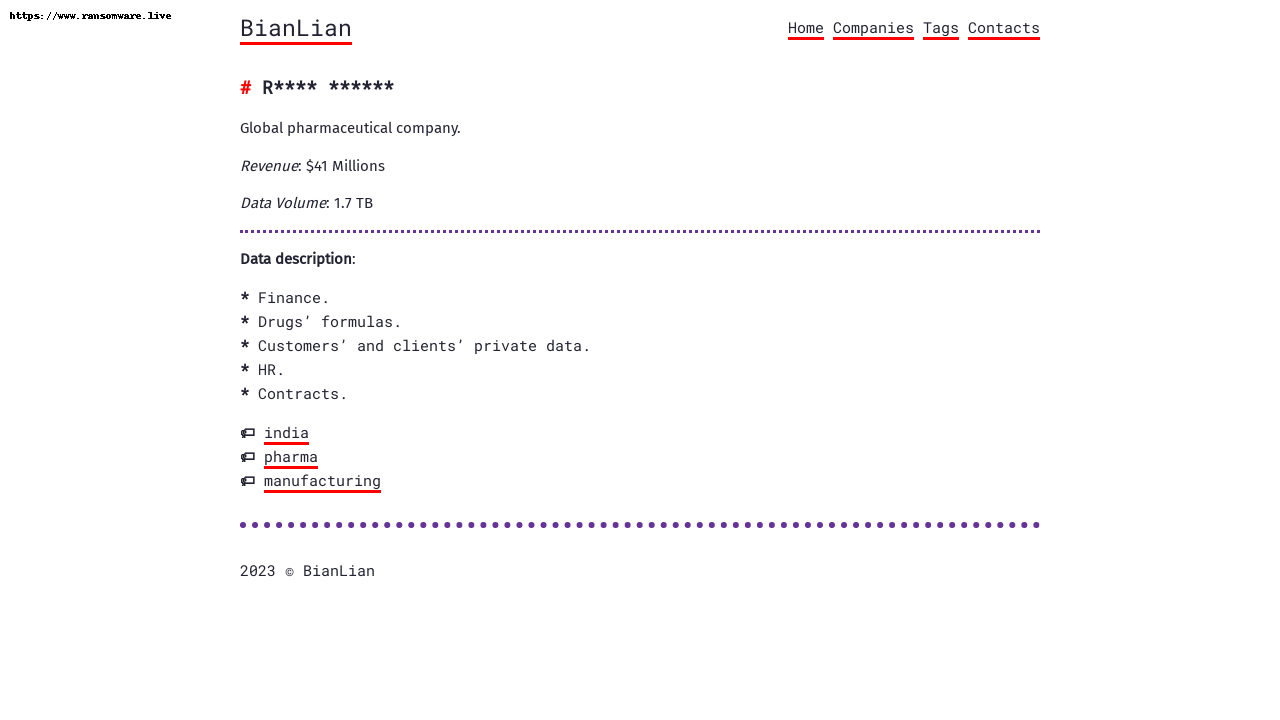 https://www.ransomware.live
BianLian
Home Companies Tags Contacts
# R**** ******
Global pharmaceutical company.
Revenue: $41 Millions
Data Volume: 1.7 TB
Data description:
* Finance.
* Drugs’ formulas.
* Customers’ and clients’ private data.
* HR.
* Contracts.
india
pharma
manufacturing
2023 © BianLian